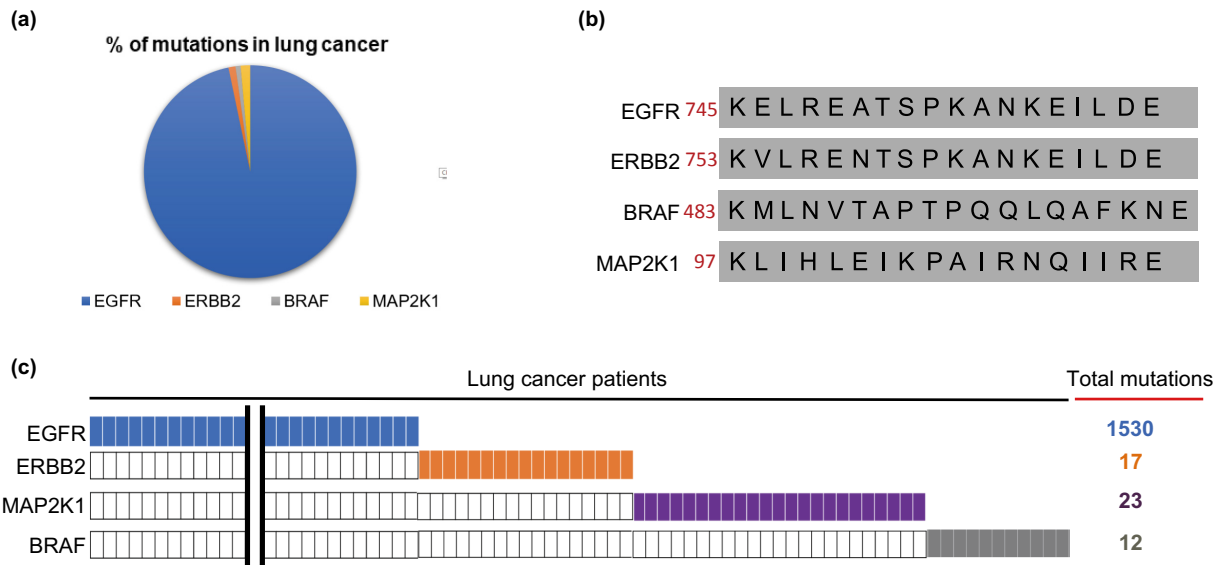 (a)
% of mutations in lung cancer
EGFR ERBB2 BRAF MAP2K1
(b)
EGFR 745 K E L R E A T S P K A N K E I L D E
ERBB2 753 K V L R E N T S P K A N K E I L D E
BRAF 483 K M L N V T A P T P Q Q L Q A F K N E
MAP2K1 97 K L I H L E I K P A I R N Q I I R E
(c)
Lung cancer patients Total mutations
EGFR 1530
ERBB2 17
MAP2K1 23
BRAF 12